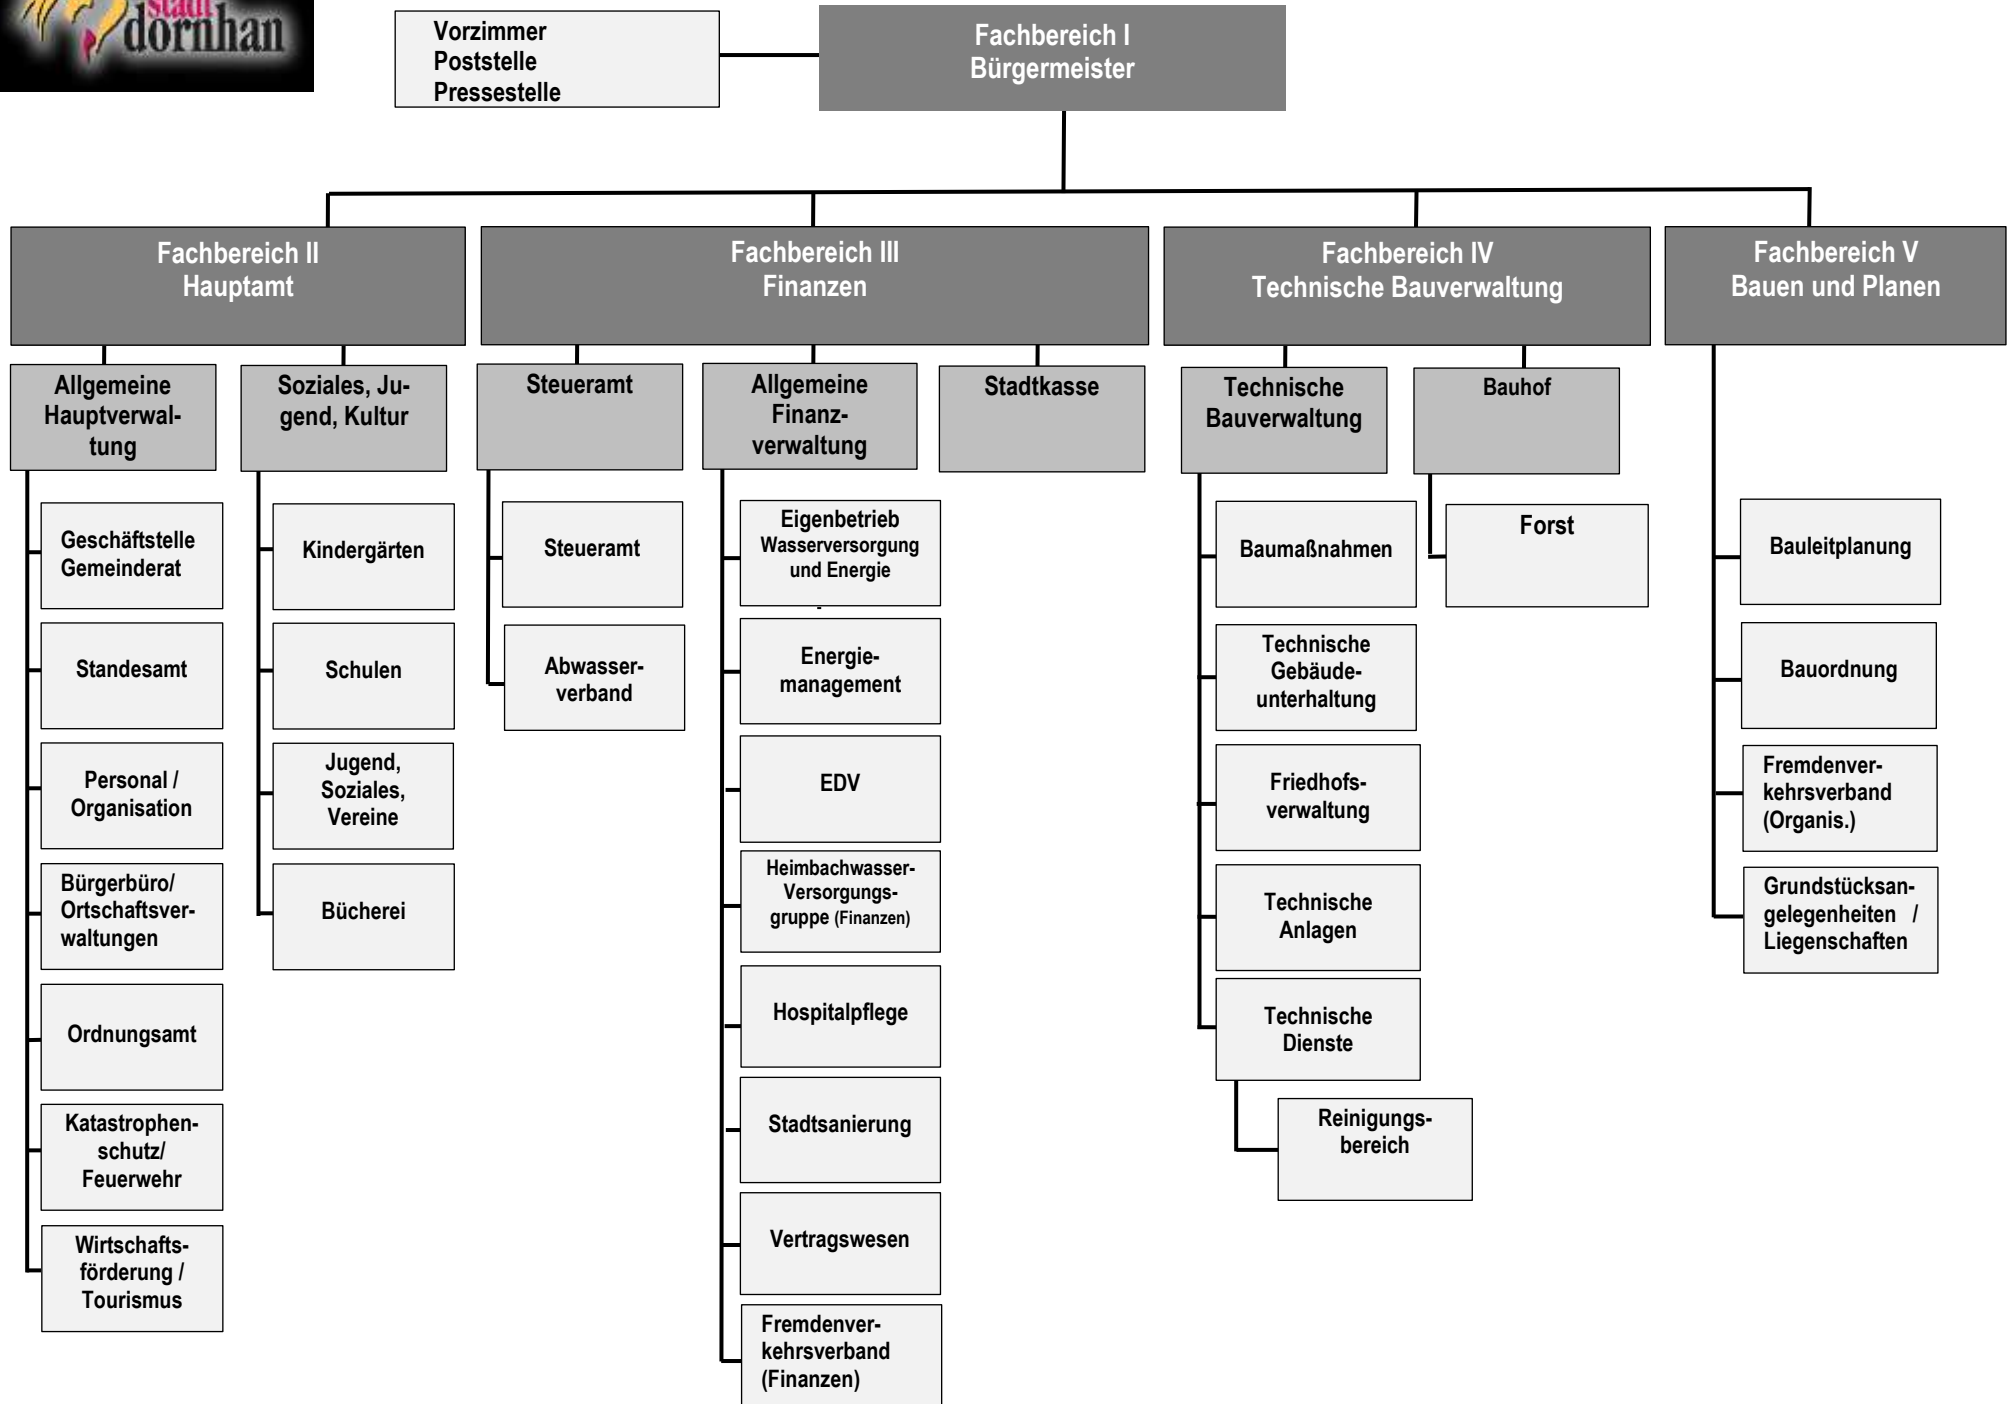 stadt
dornhan
Vorzimmer
Poststelle
Pressestelle
Fachbereich I
Bürgermeister
Fachbereich II
Hauptamt
Fachbereich III
Finanzen
Fachbereich IV
Technische Bauverwaltung
Fachbereich V
Bauen und Planen
Allgemeine
Hauptverwal-
tung
Soziales, Ju-
gend, Kultur
Steueramt
Allgemeine
Finanz-
verwaltung
Stadtkasse
Technische
Bauverwaltung
Bauhof
Geschäftstelle
Gemeinderat
Standesamt
Personal /
Organisation
Bürgerbüro/
Ortschaftsver-
waltungen
Ordnungsamt
Katastrophen-
schutz/
Feuerwehr
Wirtschafts-
förderung /
Tourismus
Kindergärten
Schulen
Jugend,
Soziales,
Vereine
Bücherei
Steueramt
Abwasser-
verband
Eigenbetrieb
Wasserversorgung
und Energie
-
Energie-
management
EDV
Heimbachwasser-
Versorgungs-
gruppe (Finanzen)
Hospitalpflege
Stadtsanierung
Vertragswesen
Fremdenver-
kehrsverband
(Finanzen)
Baumaßnahmen
Technische
Gebäude-
unterhaltung
Friedhofs-
verwaltung
Technische
Anlagen
Technische
Dienste
Reinigungs-
bereich
Forst
Bauleitplanung
Bauordnung
Fremdenver-
kehrsverband
(Organis.)
Grundstücksan-
gelegenheiten /
Liegenschaften